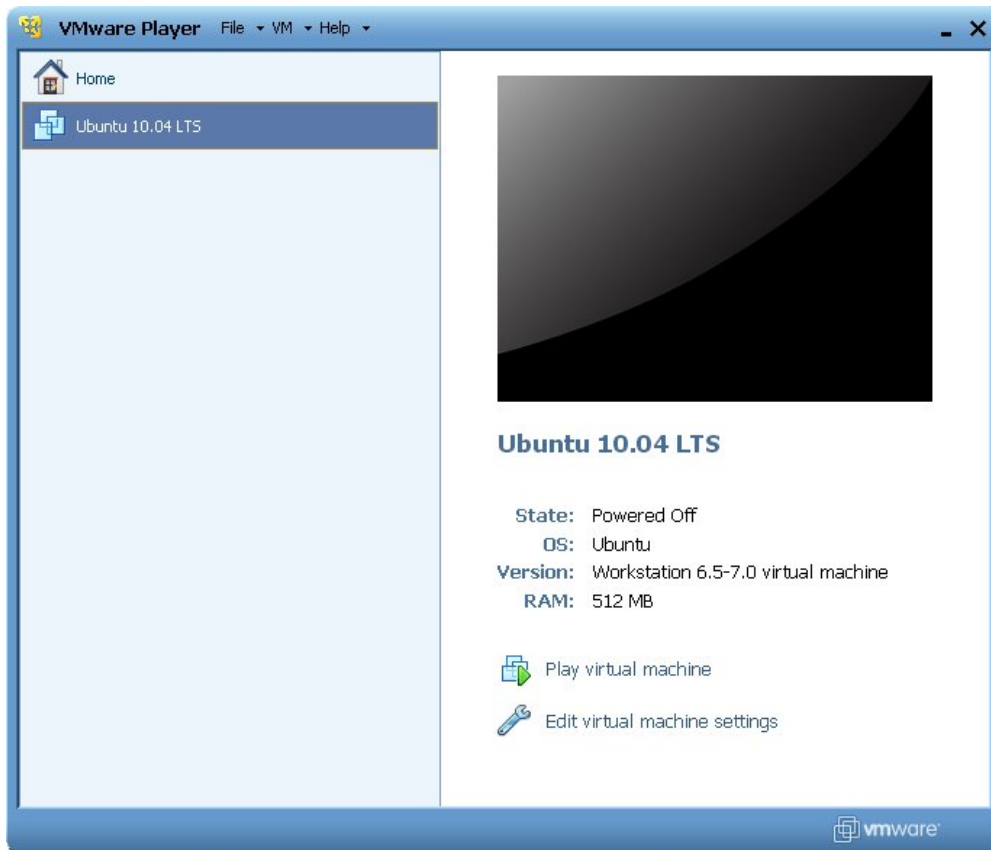 VMware Player File VM Help
Home
Ubuntu 10.04 LTS
Ubuntu 10.04 LTS
State: Powered Off
OS: Ubuntu
Version: Workstation 6.5-7.0 virtual machine
RAM: 512 MB
Play virtual machine
Edit virtual machine settings
vmware